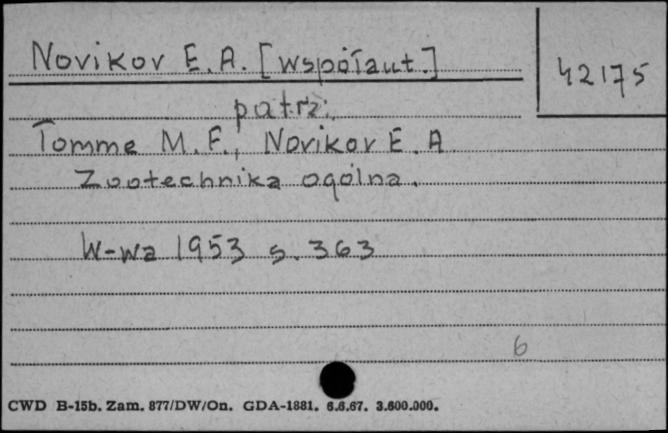 Novikov E. A. [współaut.]
42175
patrz:
Tomme M. F., Novikov E. A
Zootechnika ogólna.
W-wa 1953 s. 363
6
CWD B-15b. Zam. 877/DW/On. GDA-1881. 6.6.67. 3.600.000.